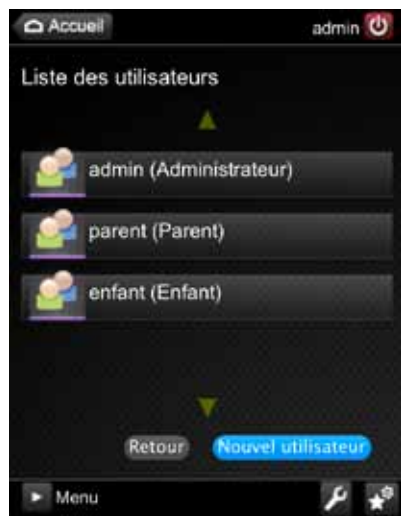 Accueil
admin
Liste des utilisateurs
admin (Administrateur)
parent (Parent)
enfant (Enfant)
Retour
Nouvel utilisateur
Menu